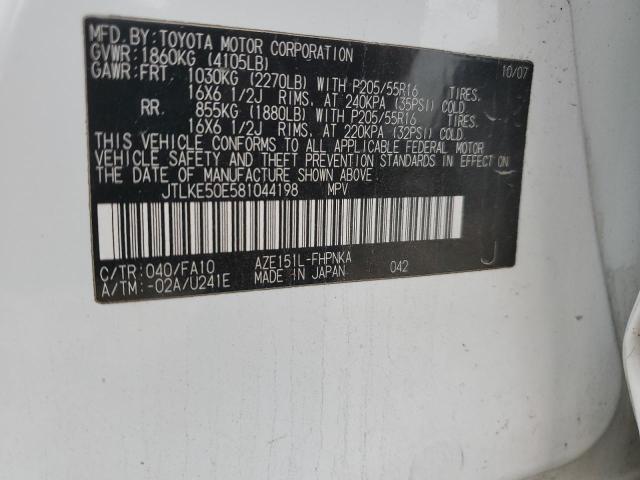 MFD. BY: TOYOTA MOTOR CORPORATION 10/07
GVWR: 1860KG (4105LB)
GAWR: FRT. 1030KG (2270LB) WITH P205/55R16 TIRES.
16X6 1/2J RIMS, AT 240KPA (35PSI) COLD
RR. 855KG (1880LB) WITH P205/55R16 TIRES,
16X6 1/2J RIMS, AT 220KPA (32PSI) COLD.
THIS VEHICLE CONFORMS TO ALL APPLICABLE FEDERAL MOTOR
VEHICLE SAFETY AND THEFT PREVENTION STANDARDS IN EFFECT ON
THE DATE OF MANUFACTURE SHOWN ABOVE.
JTLKE50E581044198 MPV
C/TR: 040/FA10 AZE151L-FHPNKA 042 J
A/TM: -02A/U241E MADE IN JAPAN